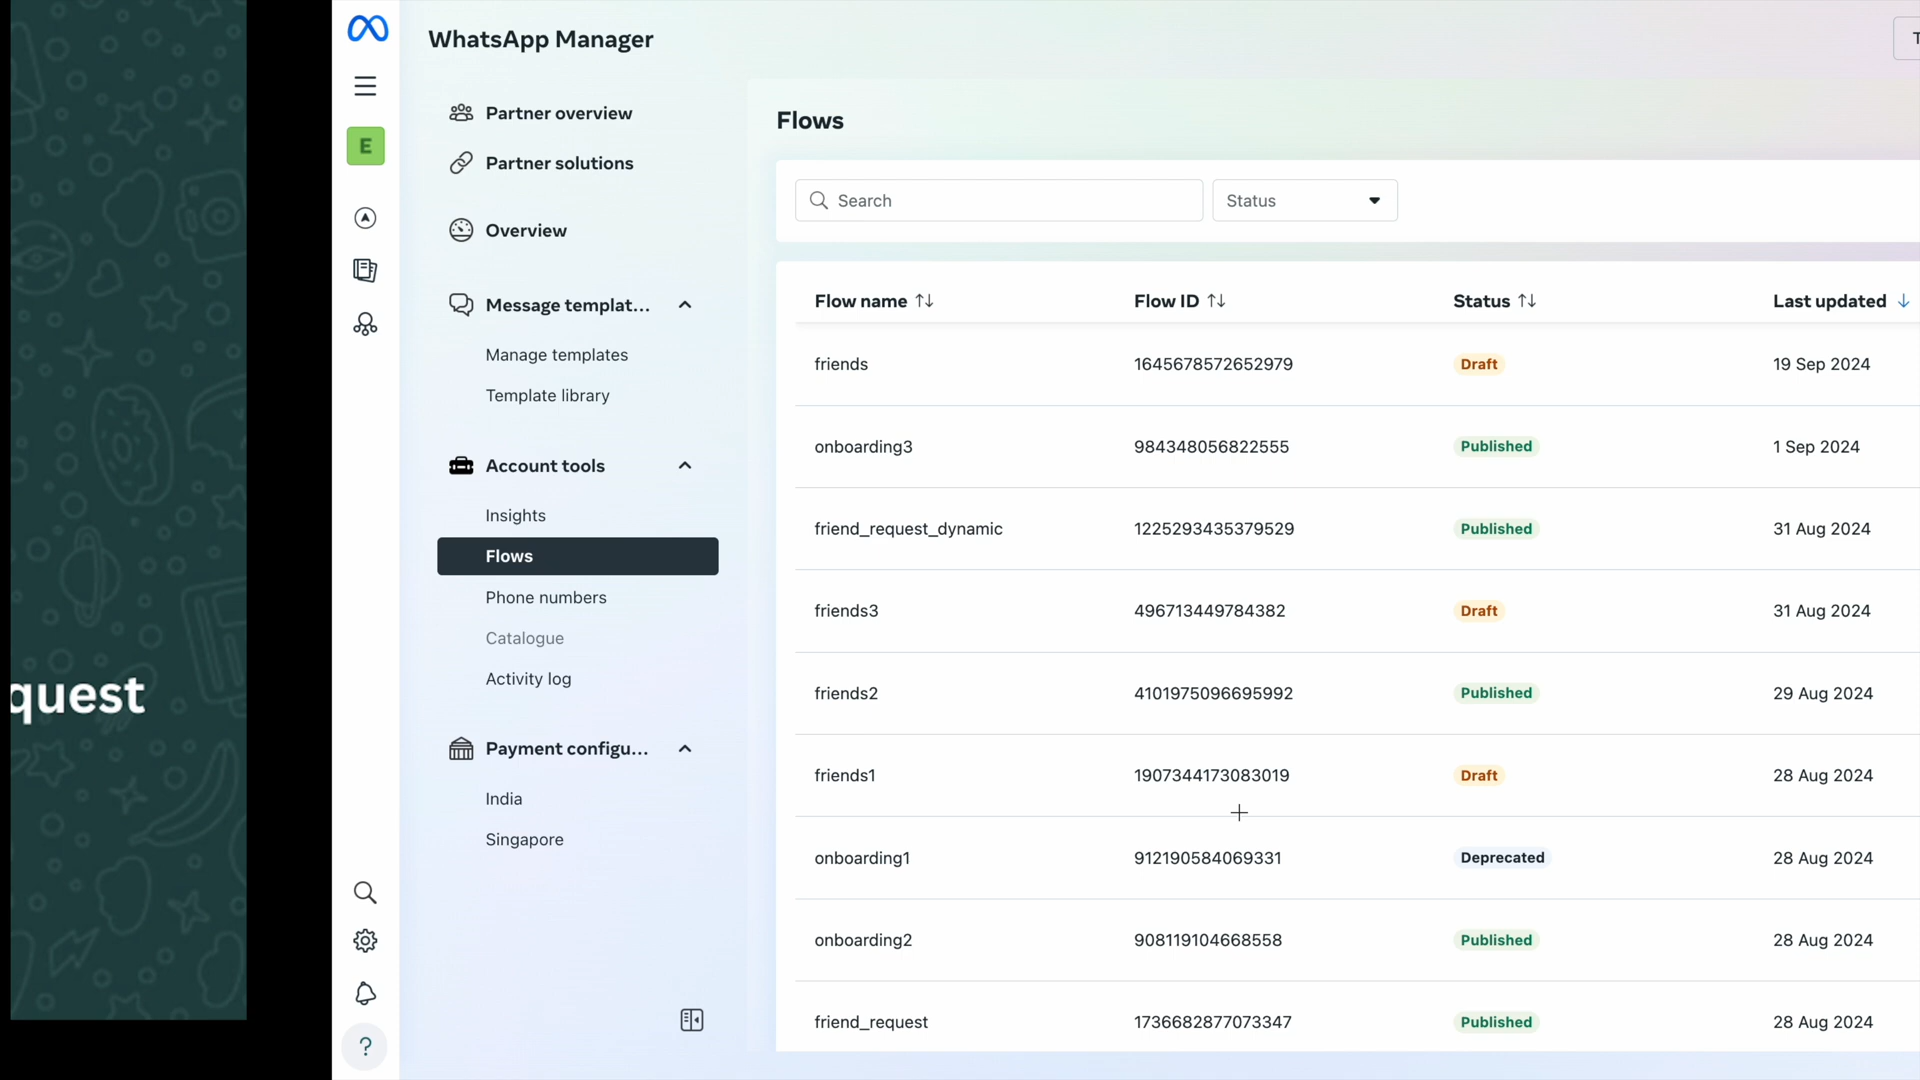 quest
E
?
WhatsApp Manager
Partner overview
Partner solutions
Overview
Message templat...
Manage templates
Template library
Account tools
Insights
Flows
Phone numbers
Catalogue
Activity log
Payment configu...
India
Singapore
T
Flows
Search
Status
Flow name Flow ID Status Last updated
friends 1645678572652979 Draft 19 Sep 2024
onboarding3 984348056822555 Published 1 Sep 2024
friend_request_dynamic 1225293435379529 Published 31 Aug 2024
friends3 496713449784382 Draft 31 Aug 2024
friends2 4101975096695992 Published 29 Aug 2024
friends1 1907344173083019 Draft 28 Aug 2024
onboarding1 912190584069331 Deprecated 28 Aug 2024
onboarding2 908119104668558 Published 28 Aug 2024
friend_request 1736682877073347 Published 28 Aug 2024